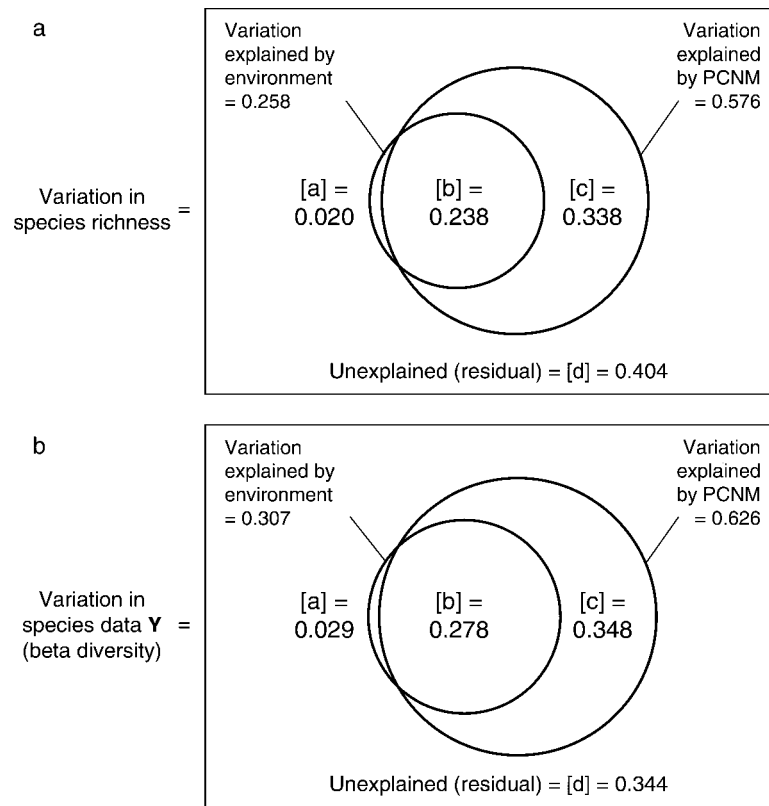 a
Variation
explained by
environment
= 0.258
Variation
explained
by PCNM
= 0.576
Variation in
species richness =
[a] =
0.020
[b] =
0.238
[c] =
0.338
Unexplained (residual) = [d] = 0.404
b
Variation
explained by
environment
= 0.307
Variation
explained
by PCNM
= 0.626
Variation in
species data Y =
(beta diversity)
[a] =
0.029
[b] =
0.278
[c] =
0.348
Unexplained (residual) = [d] = 0.344